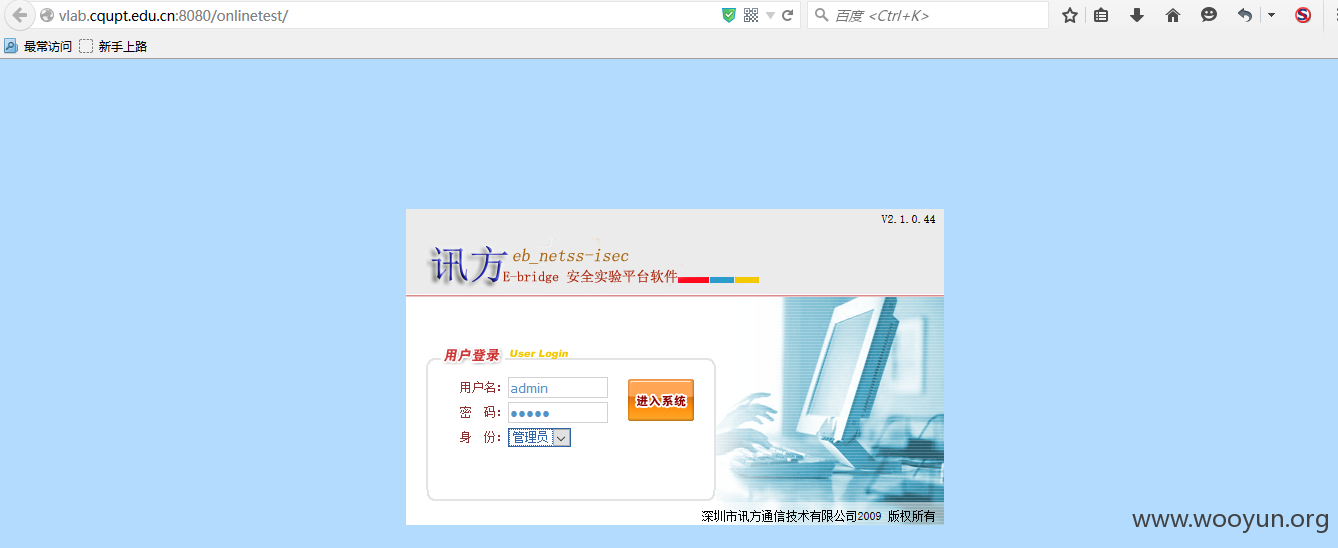 vlab.cqupt.edu.cn:8080/onlinetest/
百度 <Ctrl+K>
最常访问 新手上路
V2.1.0.44
讯方 eb_netss-isec
E-bridge 安全实验平台软件
用户登录 User Login
用户名: admin
进入系统
密 码: ●●●●●
身 份: 管理员
深圳市讯方通信技术有限公司2009 版权所有
www.wooyun.org